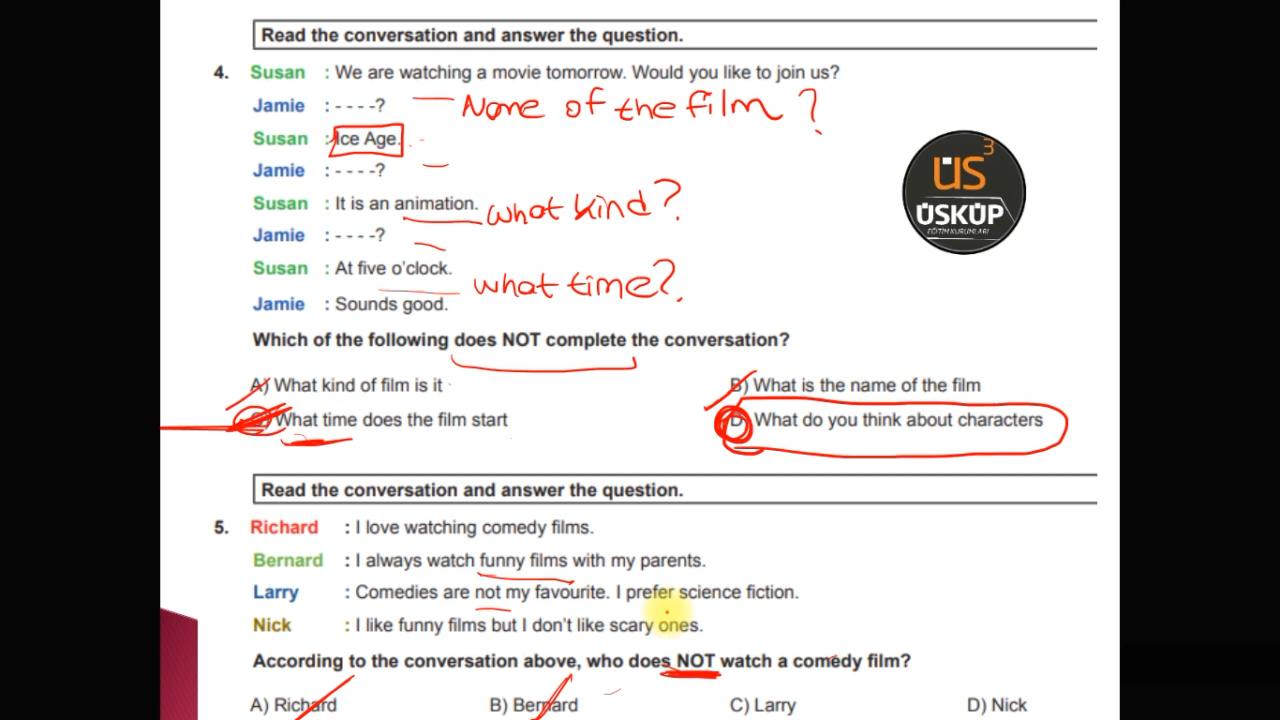 Read the conversation and answer the question.
4. Susan : We are watching a movie tomorrow. Would you like to join us?
Jamie : - - - -? Name of the film?
Susan : Ice Age.
Jamie : - - - -?
Susan : It is an animation. what kind?
Jamie : - - - -?
Susan : At five o'clock. what time?
Jamie : Sounds good.
3
üs
ÜSKÜP
EĞİTİM KURUMLARI
Which of the following does NOT complete the conversation?
A) What kind of film is it B) What is the name of the film
C) What time does the film start D) What do you think about characters
Read the conversation and answer the question.
5. Richard : I love watching comedy films.
Bernard : I always watch funny films with my parents.
Larry : Comedies are not my favourite. I prefer science fiction.
Nick : I like funny films but I don't like scary ones.
According to the conversation above, who does NOT watch a comedy film?
A) Richard B) Bernard C) Larry D) Nick